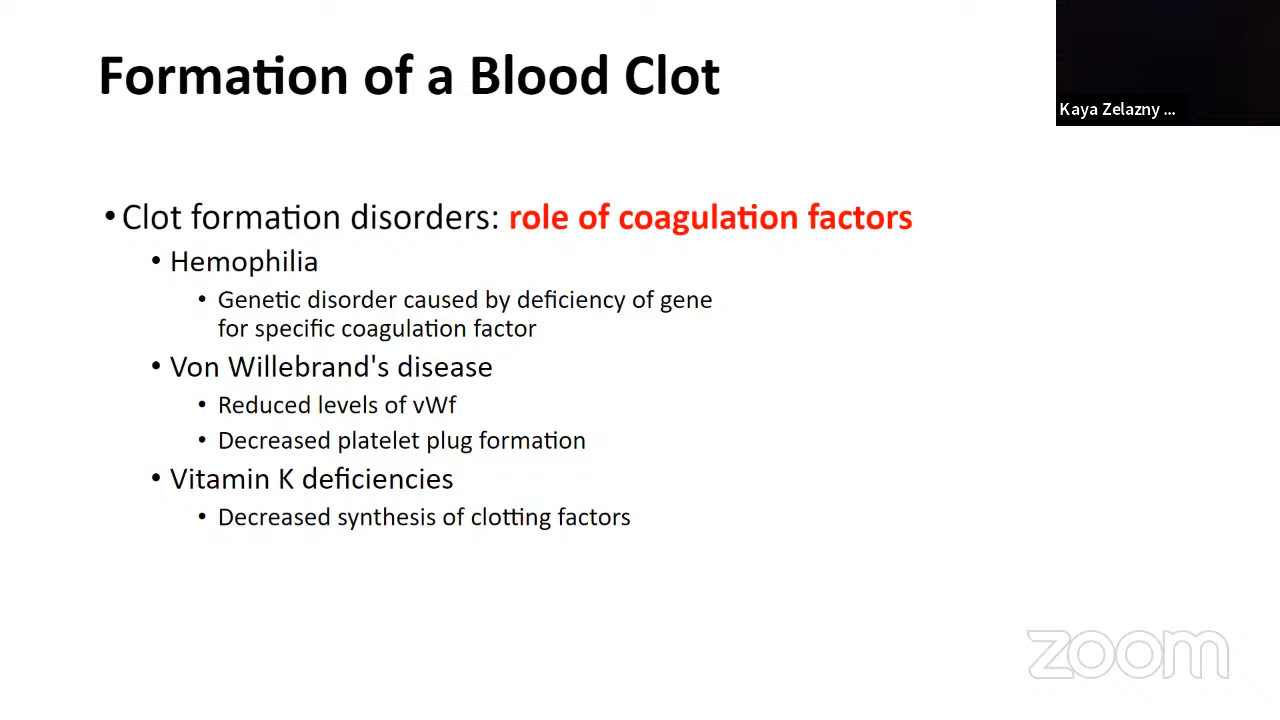 Formation of a Blood Clot
Kaya Zelazny ...
• Clot formation disorders: role of coagulation factors
• Hemophilia
• Genetic disorder caused by deficiency of gene
for specific coagulation factor
• Von Willebrand's disease
• Reduced levels of vWf
• Decreased platelet plug formation
• Vitamin K deficiencies
• Decreased synthesis of clotting factors
zoom